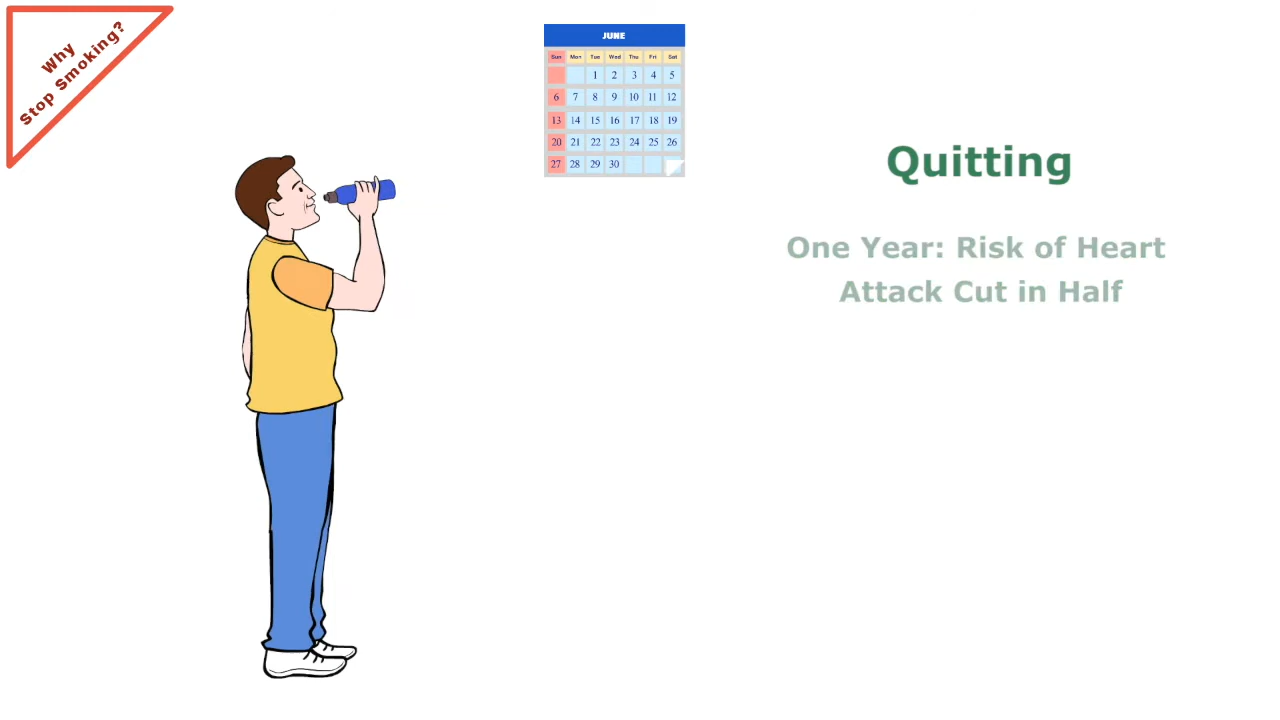 Why
Stop Smoking?
JUNE
Sun Mon Tue Wed Thu Fri Sat
1 2 3 4 5
6 7 8 9 10 11 12
13 14 15 16 17 18 19
20 21 22 23 24 25 26
27 28 29 30
Quitting
One Year: Risk of Heart
Attack Cut in Half